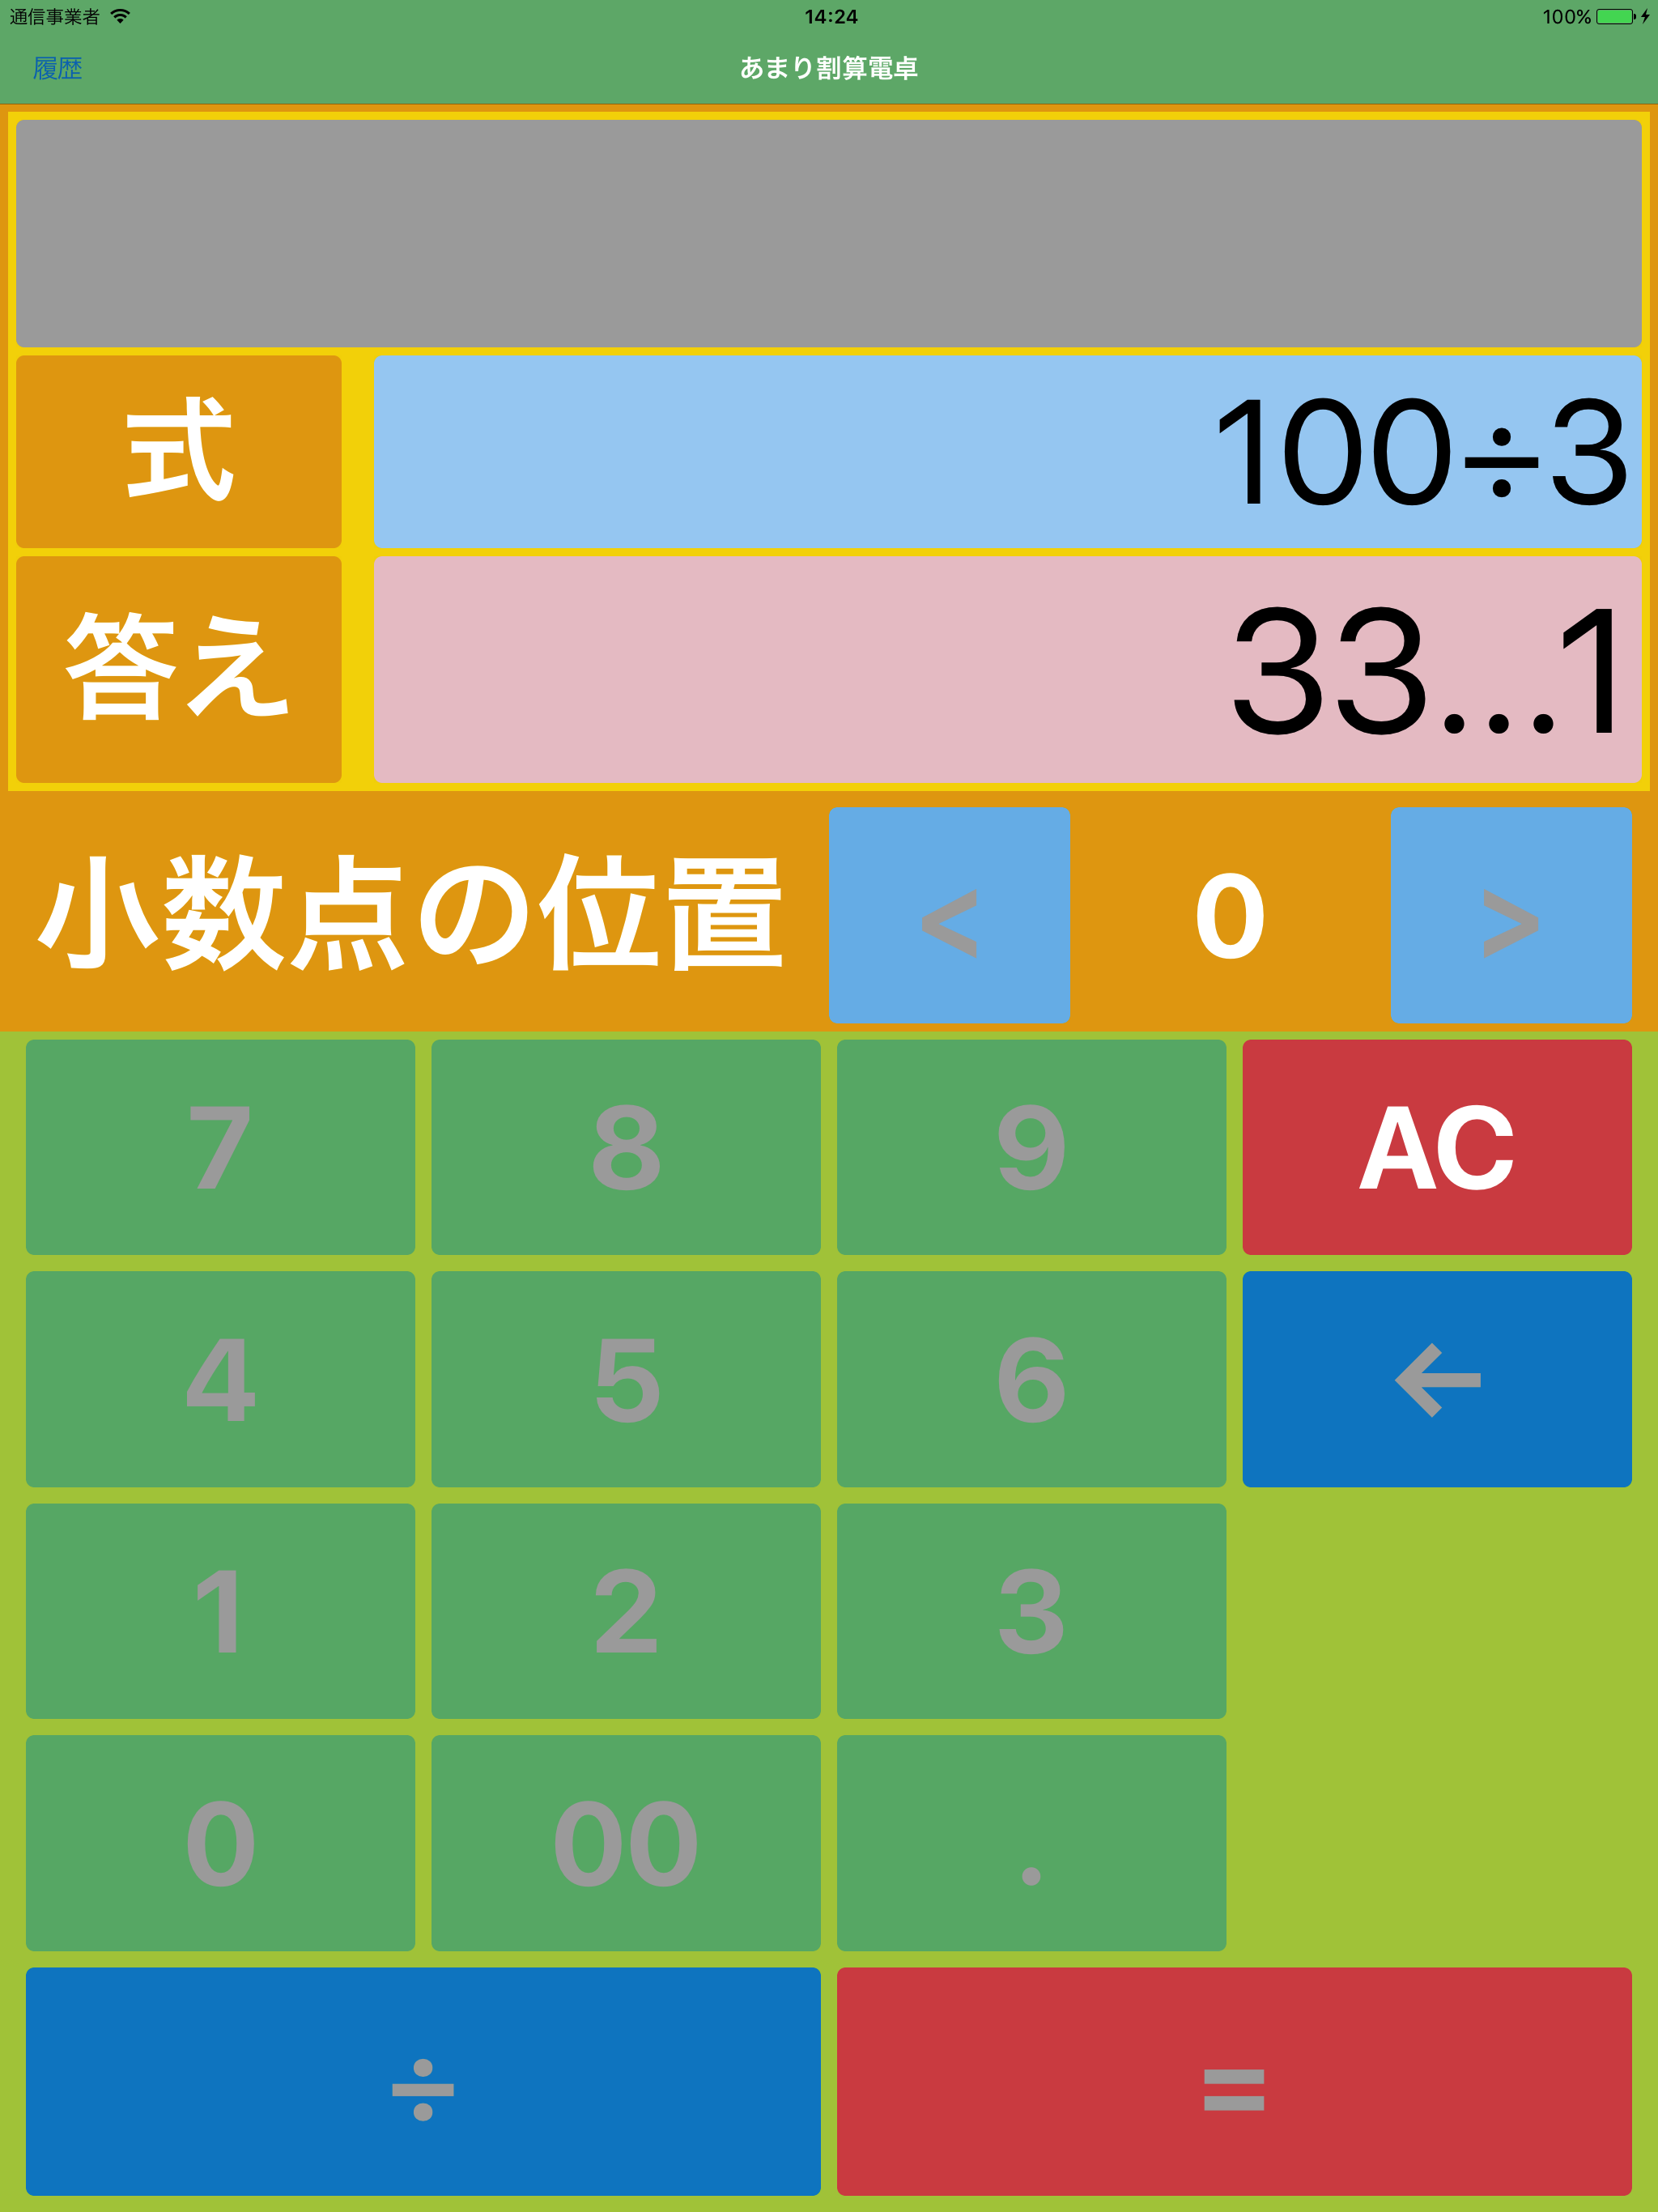 通信事業者 14:24 100%
履歴 あまり割算電卓
式 100÷3
答え 33...1
小数点の位置 < 0 >
7 8 9 AC
4 5 6 ←
1 2 3
0 00 .
÷ =